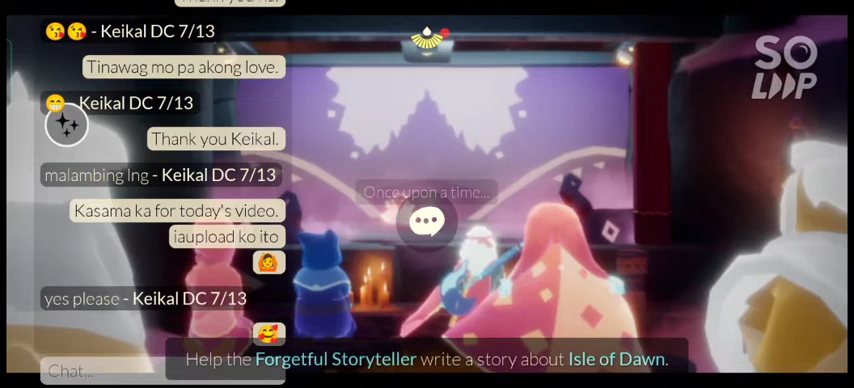 😘😘 - Keikal DC 7/13
SO
LOOP
Tinawag mo pa akong love.
😁 - Keikal DC 7/13
Thank you Keikal.
malambing lng - Keikal DC 7/13
Once upon a time...
Kasama ka for today's video.
iaupload ko ito
🙆
yes please - Keikal DC 7/13
🥰
Help the Forgetful Storyteller write a story about Isle of Dawn.
Chat...